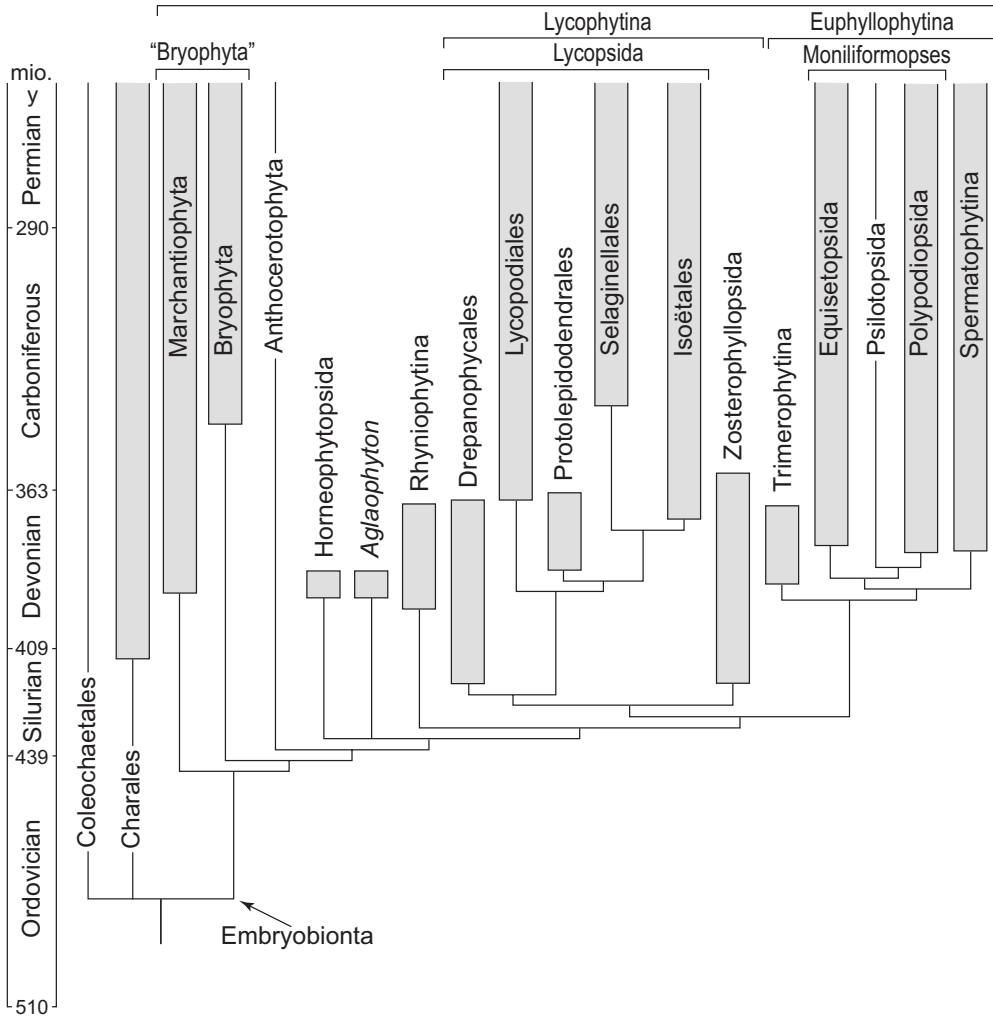 Lycophytina
Euphyllophytina
“Bryophyta”
Lycopsida
Moniliformopses
mio.
y
Permian
290
Carboniferous
363
Devonian
409
Silurian
439
Ordovician
510
Coleochaetales
Charales
Marchantiophyta
Bryophyta
Anthocerotophyta
Horneophytopsida
Aglaophyton
Rhyniophytina
Drepanophycales
Lycopodiales
Protolepidodendrales
Selaginellales
Isoëtales
Zosterophyllopsida
Trimerophytina
Equisetopsida
Psilotopsida
Polypodiopsida
Spermatophytina
Embryobionta